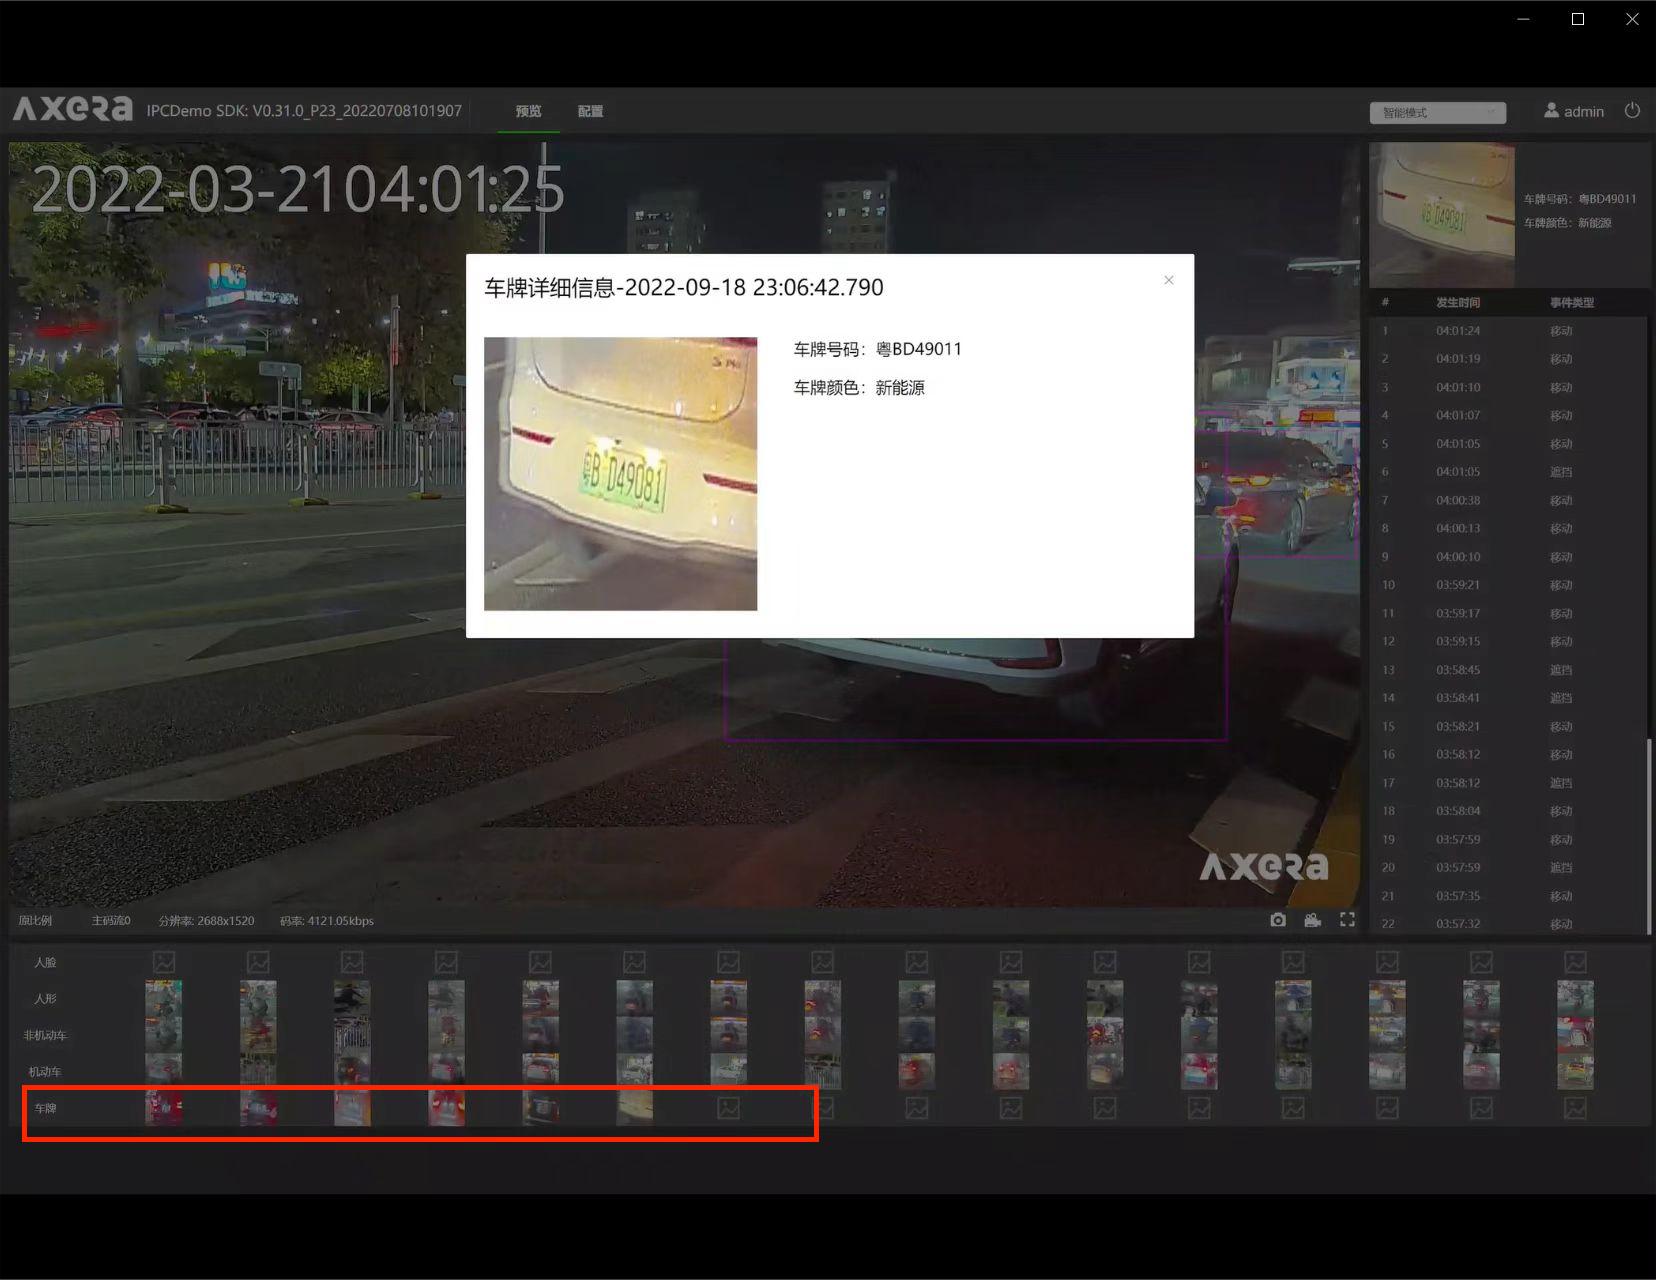 AXERA IPCDemo SDK: V0.31.0_P23_20220708101907 预览 配置 智能模式 admin
2022-03-2104:01:25
车牌号码：粤BD49011
车牌颜色：新能源
车牌详细信息-2022-09-18 23:06:42.790
车牌号码：粤BD49011
车牌颜色：新能源
粤B D49081
# 发生时间 事件类型
1 04:01:24 移动
2 04:01:19 移动
3 04:01:10 移动
4 04:01:07 移动
5 04:01:05 移动
6 04:01:05 遮挡
7 04:00:38 移动
8 04:00:13 移动
9 04:00:10 移动
10 03:59:21 移动
11 03:59:17 移动
12 03:59:15 移动
13 03:58:45 遮挡
14 03:58:41 遮挡
15 03:58:21 移动
16 03:58:12 移动
17 03:58:12 遮挡
18 03:58:04 移动
19 03:57:59 移动
20 03:57:59 遮挡
21 03:57:35 移动
22 03:57:32 移动
AXERA
原比例 主码流0 分辨率: 2688x1520 码率: 4121.05kbps
人脸
人形
非机动车
机动车
车牌